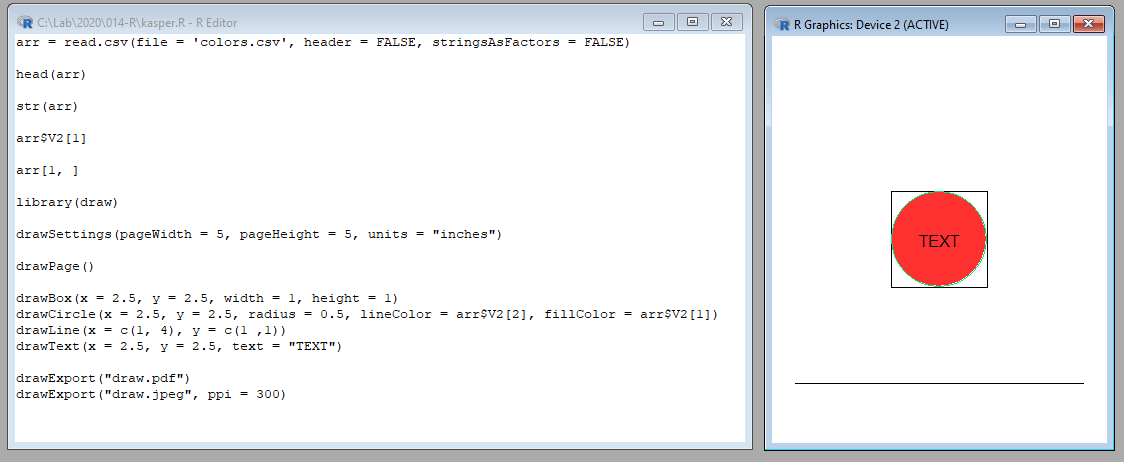 C:\Lab\2020\014-R\kasper.R - R Editor
arr = read.csv(file = 'colors.csv', header = FALSE, stringsAsFactors = FALSE)
head(arr)
str(arr)
arr$V2[1]
arr[1, ]
library(draw)
drawSettings(pageWidth = 5, pageHeight = 5, units = "inches")
drawPage()
drawBox(x = 2.5, y = 2.5, width = 1, height = 1)
drawCircle(x = 2.5, y = 2.5, radius = 0.5, lineColor = arr$V2[2], fillColor = arr$V2[1])
drawLine(x = c(1, 4), y = c(1 ,1))
drawText(x = 2.5, y = 2.5, text = "TEXT")
drawExport("draw.pdf")
drawExport("draw.jpeg", ppi = 300)
R Graphics: Device 2 (ACTIVE)
TEXT